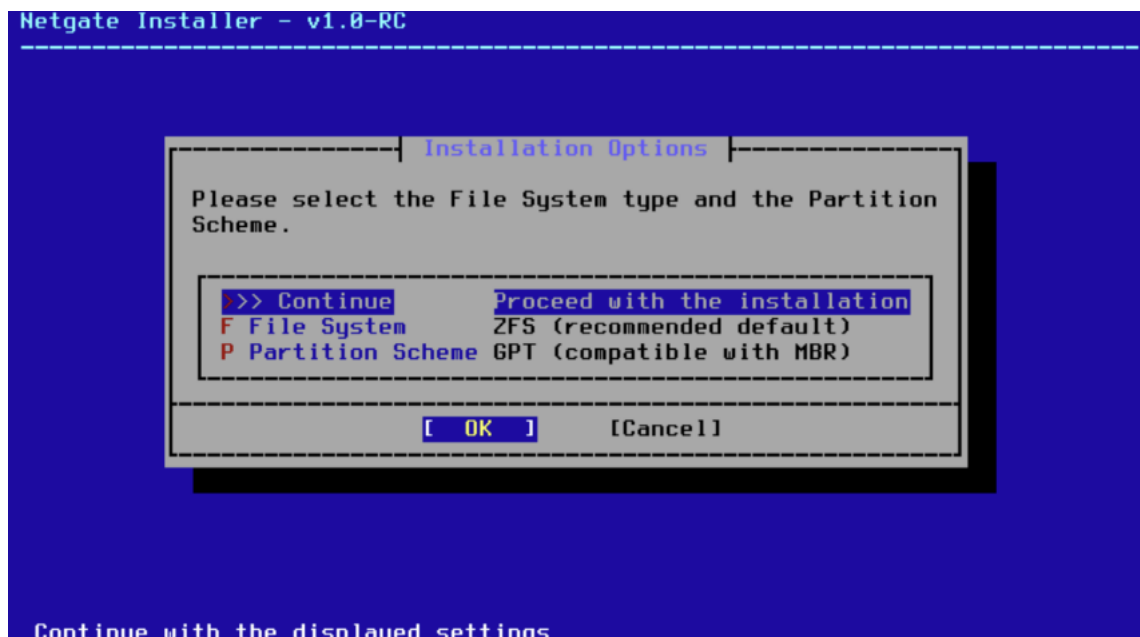 Netgate Installer - v1.0-RC
Installation Options
Please select the File System type and the Partition
Scheme.
>>> Continue Proceed with the installation
F File System ZFS (recommended default)
P Partition Scheme GPT (compatible with MBR)
[ OK ] [Cancel]
Continue with the displayed settings